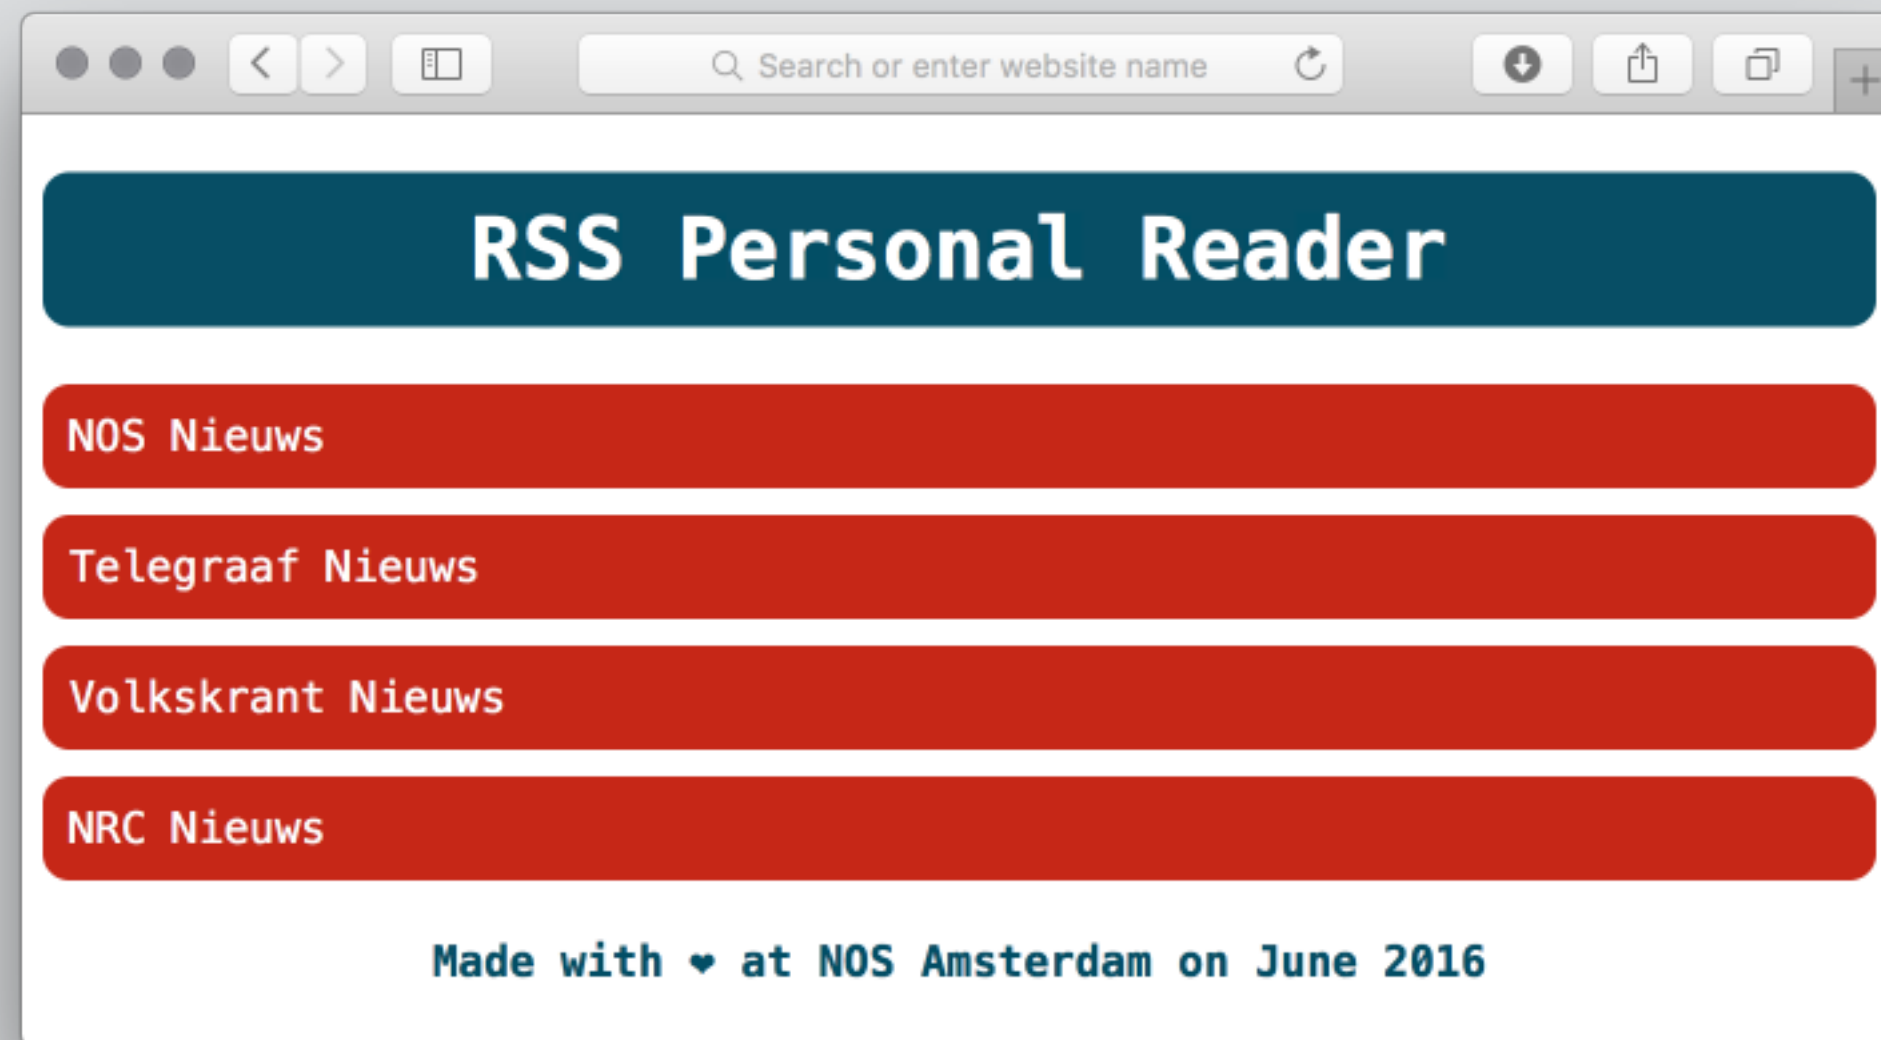 Search or enter website name
RSS Personal Reader
NOS Nieuws
Telegraaf Nieuws
Volkskrant Nieuws
NRC Nieuws
Made with ❤ at NOS Amsterdam on June 2016